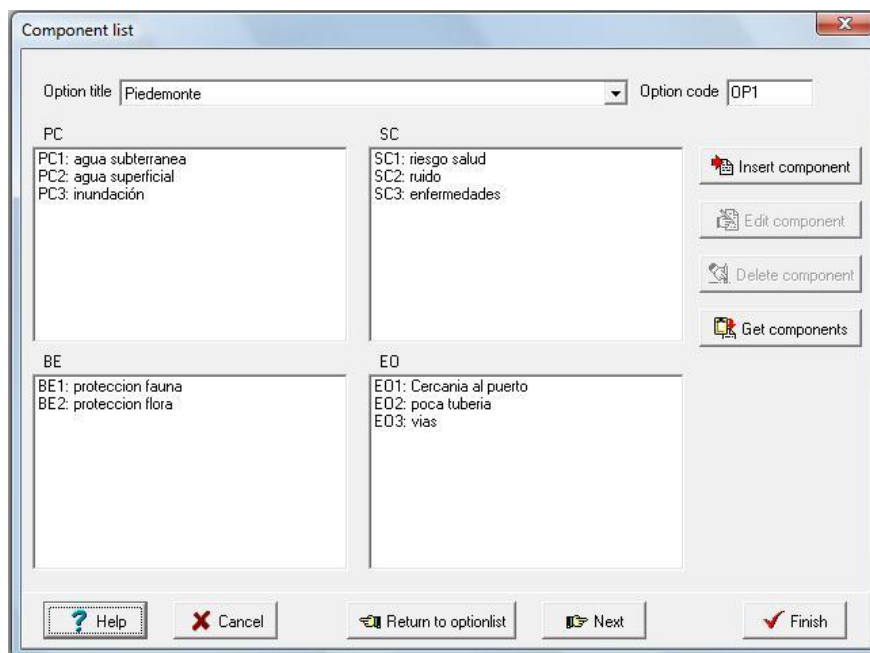 Component list
Option title Piedemonte Option code OP1
PC
PC1: agua subterranea
PC2: agua superficial
PC3: inundación
SC
SC1: riesgo salud
SC2: ruido
SC3: enfermedades
Insert component
Edit component
Delete component
Get components
BE
BE1: proteccion fauna
BE2: proteccion flora
EO
EO1: Cercania al puerto
EO2: poca tuberia
EO3: vias
? Help X Cancel Return to optionlist Next Finish